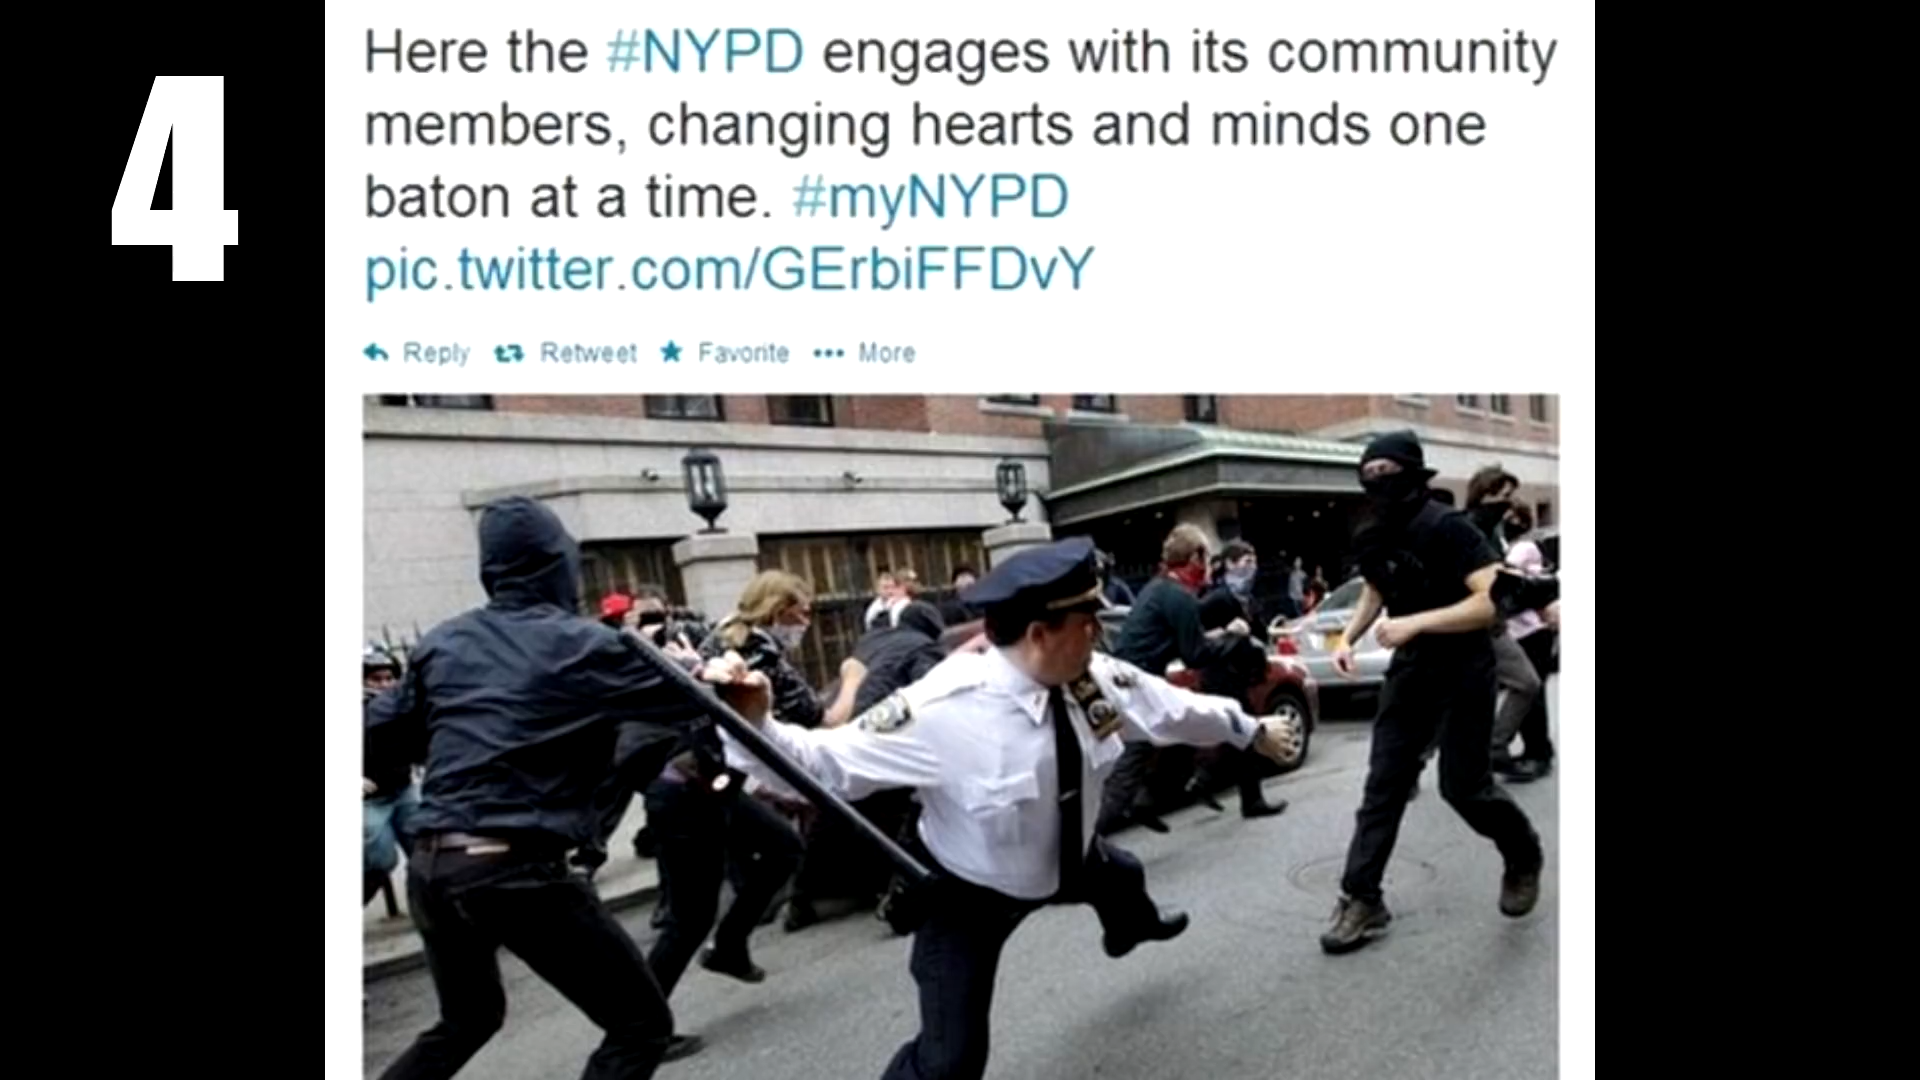 4
Here the #NYPD engages with its community
members, changing hearts and minds one
baton at a time. #myNYPD
pic.twitter.com/GErbiFFDvY
Reply Retweet Favorite More